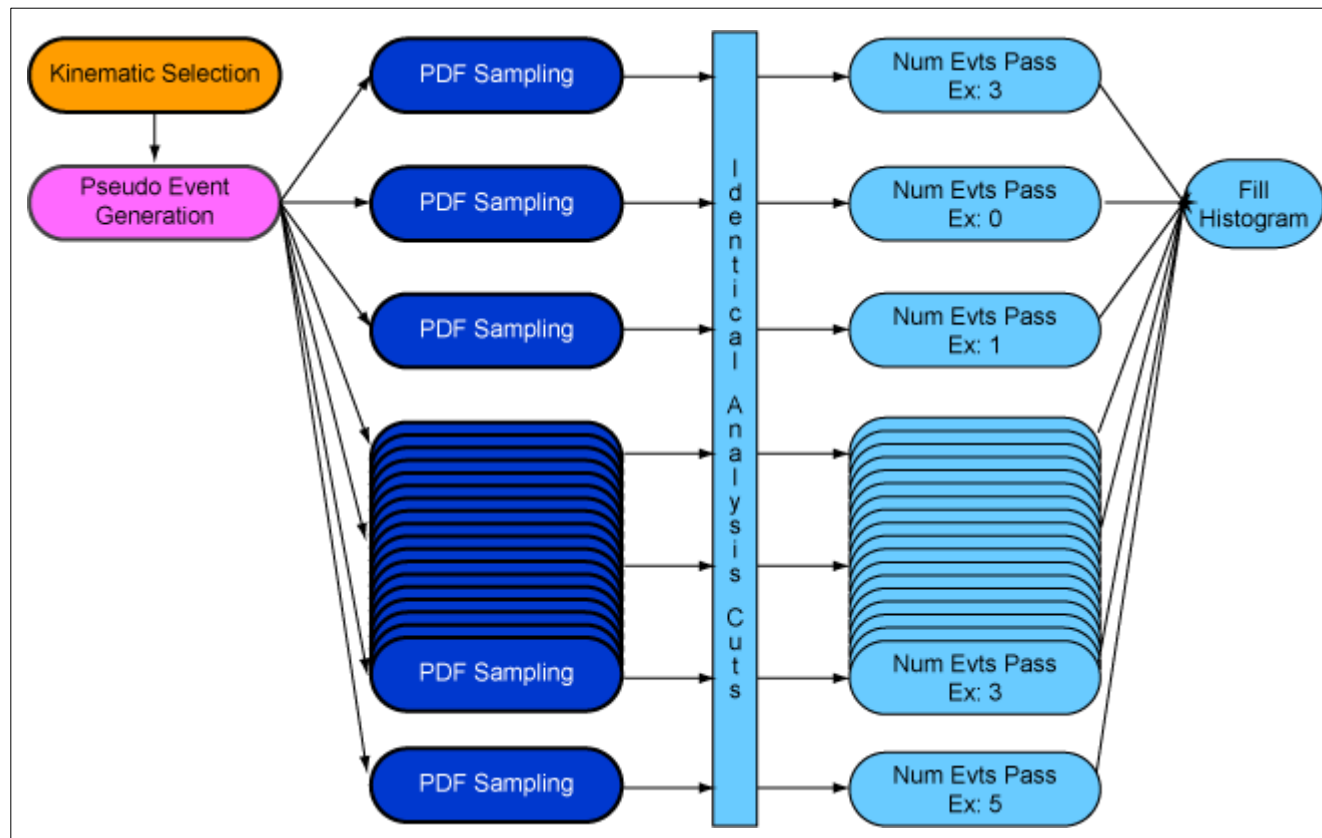 Kinematic Selection
Pseudo Event
Generation
PDF Sampling
PDF Sampling
PDF Sampling
PDF Sampling
PDF Sampling
Identical Analysis Cuts
Num Evts Pass
Ex: 3
Num Evts Pass
Ex: 0
Num Evts Pass
Ex: 1
Num Evts Pass
Ex: 3
Num Evts Pass
Ex: 5
Fill
Histogram